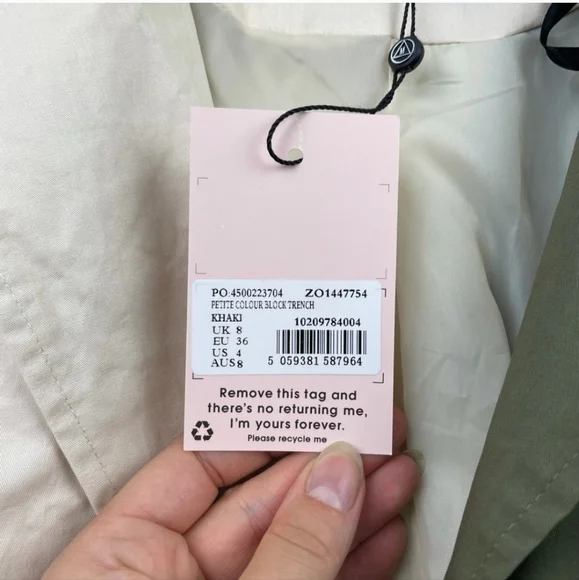 PO:4500223704 ZO1447754
PETITE COLOUR BLOCK TRENCH
KHAKI 10209784004
UK 8
EU 36
US 4
AUS8
5 059381 587964
Remove this tag and
there's no returning me,
I'm yours forever.
Please recycle me